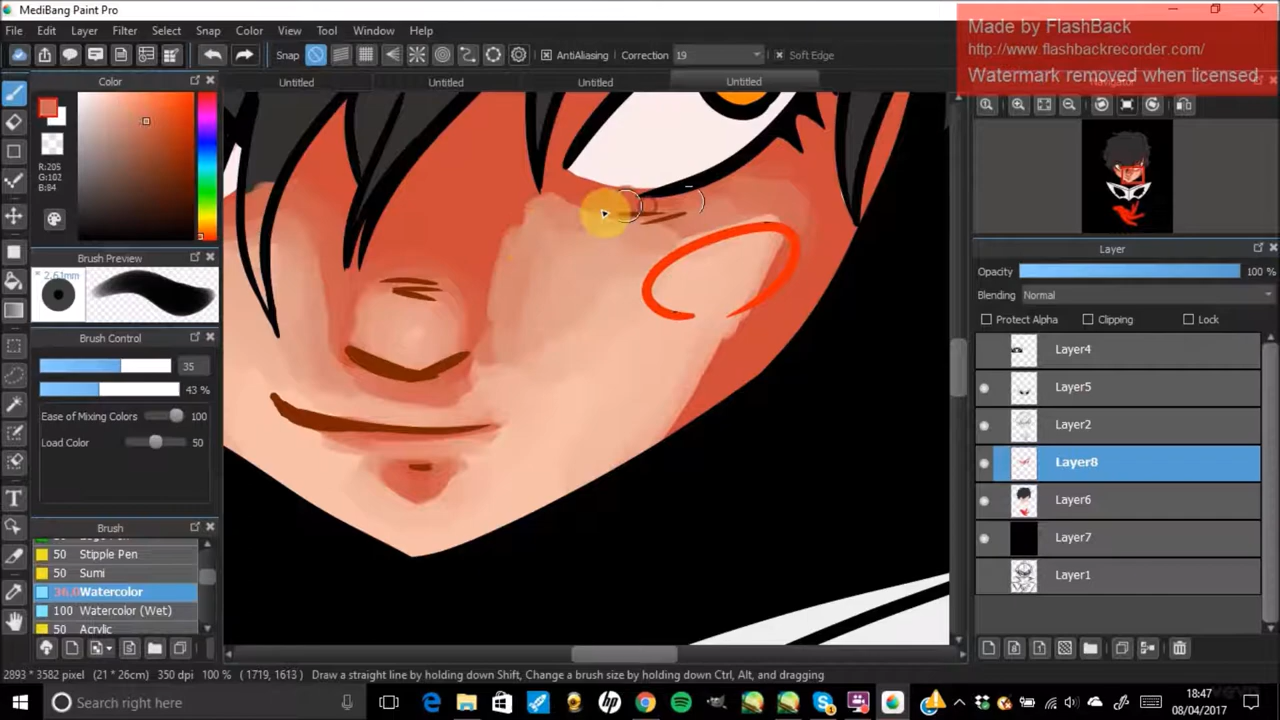 MediBang Paint Pro
Made by FlashBack
http://www.flashbackrecorder.com/
Watermark removed when licensed
File Edit Layer Filter Select Snap Color View Tool Window Help
Snap AntiAliasing Correction 19 Soft Edge
Color
Untitled Untitled Untitled Untitled
Navigator
R:205
G:102
B:84
Brush Preview
* 2.61mm
Brush Control
35
43 %
Ease of Mixing Colors 100
Load Color 50
Brush
50 Stipple Pen
50 Sumi
36.0 Watercolor
100 Watercolor (Wet)
50 Acrylic
Layer
Opacity 100 %
Blending Normal
Protect Alpha Clipping Lock
Layer4
Layer5
Layer2
Layer8
Layer6
Layer7
Layer1
2893 * 3582 pixel (21 * 26cm) 350 dpi 100 % (1719, 1613) Draw a straight line by holding down Shift, Change a brush size by holding down Ctrl, Alt, and dragging
Search right here
18:47
08/04/2017